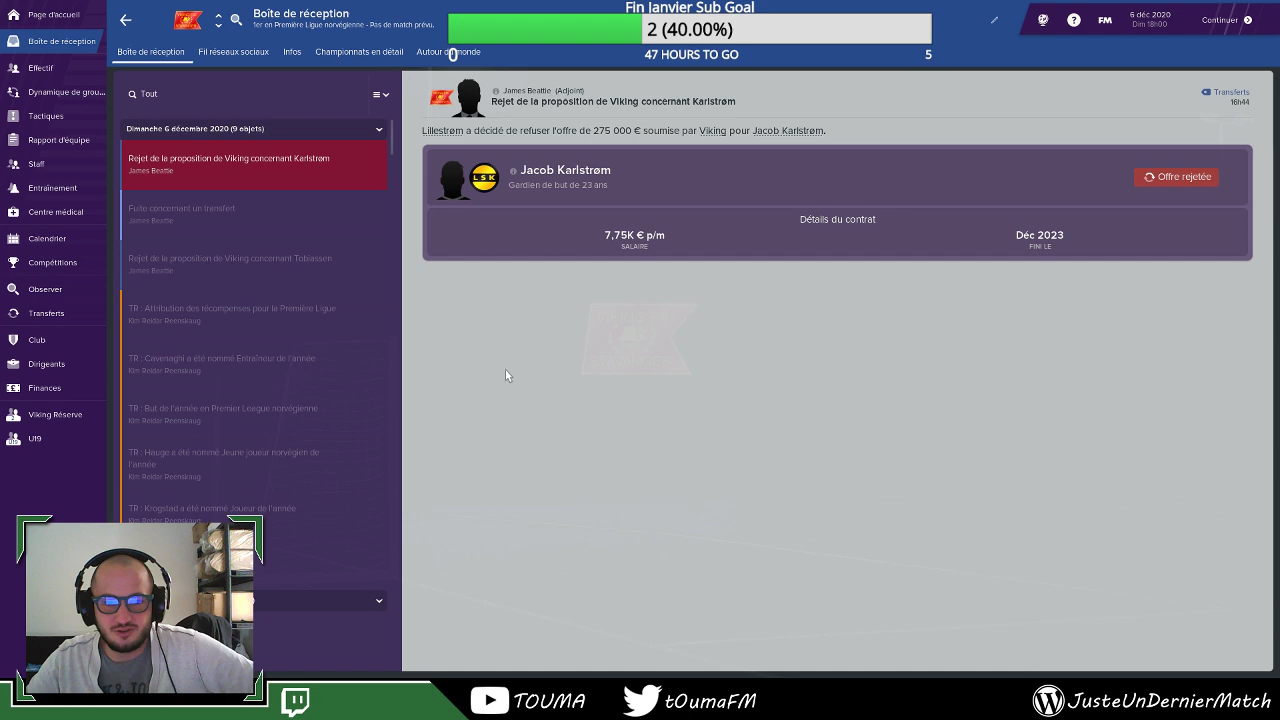 Fin Janvier Sub Goal
2 (40.00%)
0
47 HOURS TO GO
5
Boîte de réception
1er en Première Ligue norvégienne - Pas de match prévu.
FM
6 déc 2020
Dim 18h00
Continuer
Page d'accueil
Boîte de réception
Effectif
Dynamique de grou...
Tactiques
Rapport d'équipe
Staff
Entraînement
Centre médical
Calendrier
Compétitions
Observer
Transferts
Club
Dirigeants
Finances
Viking Réserve
U19
Boîte de réception
Fil réseaux sociaux
Infos
Championnats en détail
Autour du monde
Tout
Dimanche 6 décembre 2020 (9 objets)
Rejet de la proposition de Viking concernant Karlstrøm
James Beattie
Fuite concernant un transfert
James Beattie
Rejet de la proposition de Viking concernant Tobiassen
James Beattie
TR : Attribution des récompenses pour la Première Ligue
Kim Reidar Reenskaug
TR : Cavenaghi a été nommé Entraîneur de l'année
Kim Reidar Reenskaug
TR : But de l'année en Premier League norvégienne
Kim Reidar Reenskaug
TR : Hauge a été nommé Jeune joueur norvégien de
l'année
Kim Reidar Reenskaug
TR : Krogstad a été nommé Joueur de l'année
Kim Reidar Reenskaug
James Beattie (Adjoint)
Rejet de la proposition de Viking concernant Karlstrøm
Transferts
16h44
Lillestrøm a décidé de refuser l'offre de 275 000 € soumise par Viking pour Jacob Karlstrøm.
LSK
Jacob Karlstrøm
Gardien de but de 23 ans
Offre rejetée
Détails du contrat
7,75K € p/m
SALAIRE
Déc 2023
FINI LE
TOUMA
tOumaFM
JusteUnDernierMatch